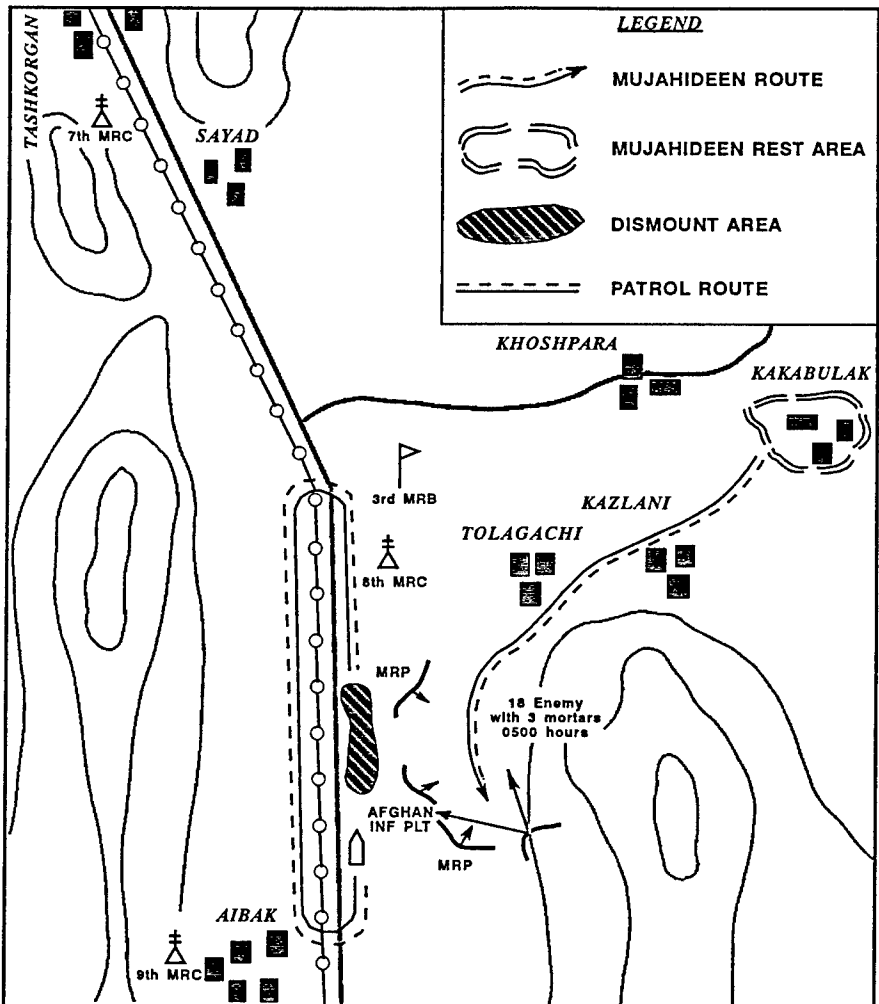 LEGEND
MUJAHIDEEN ROUTE
MUJAHIDEEN REST AREA
DISMOUNT AREA
PATROL ROUTE
TASHKORGAN
7th MRC
SAYAD
KHOSHPARA
KAKABULAK
3rd MRB
KAZLANI
TOLAGACHI
8th MRC
MRP
18 Enemy
with 3 mortars
0500 hours
AFGHAN
INF PLT
MRP
AIBAK
9th MRC